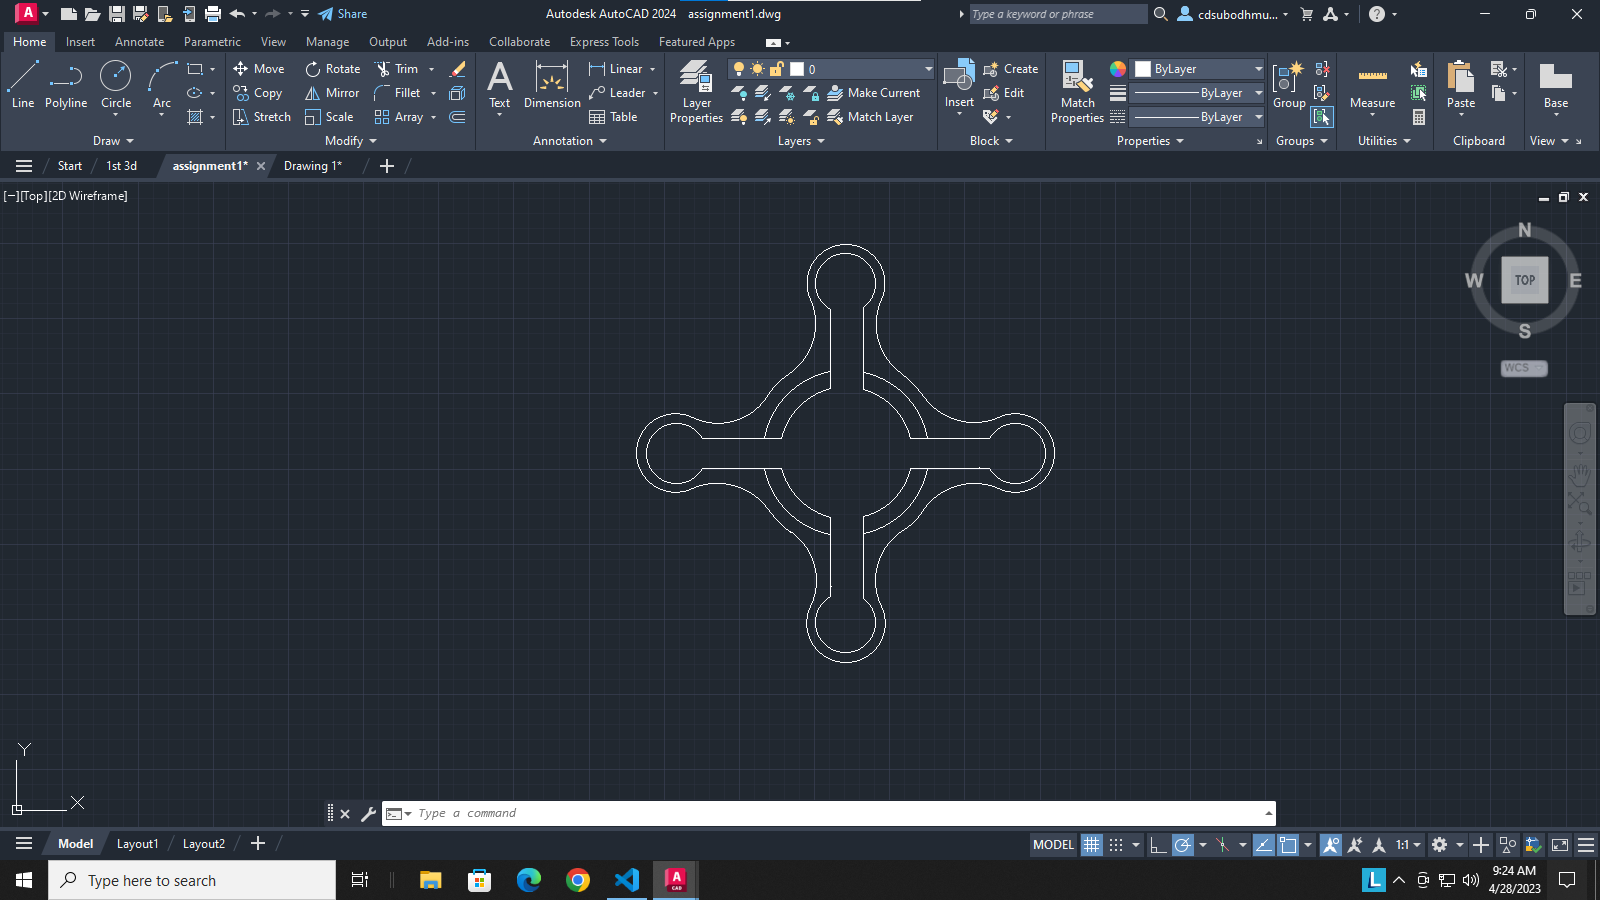 A Share Autodesk AutoCAD 2024 assignment1.dwg Type a keyword or phrase cdsubodhmu... ?
Home Insert Annotate Parametric View Manage Output Add-ins Collaborate Express Tools Featured Apps
Line Polyline Circle Arc
Move Rotate Trim
Copy Mirror Fillet
Stretch Scale Array
A Text Dimension
Linear
Leader
Table
Layer Properties
0
Make Current
Match Layer
Insert
Create
Edit
Match Properties
ByLayer
ByLayer
ByLayer
Group
Measure
Paste
Base
Draw Modify Annotation Layers Block Properties Groups Utilities Clipboard View
Start 1st 3d assignment1* Drawing 1*
[−][Top][2D Wireframe]
N
W TOP E
S
WCS
Y
X
Type a command
Model Layout1 Layout2 MODEL 1:1
Type here to search
A
CAD
L
9:24 AM
4/28/2023